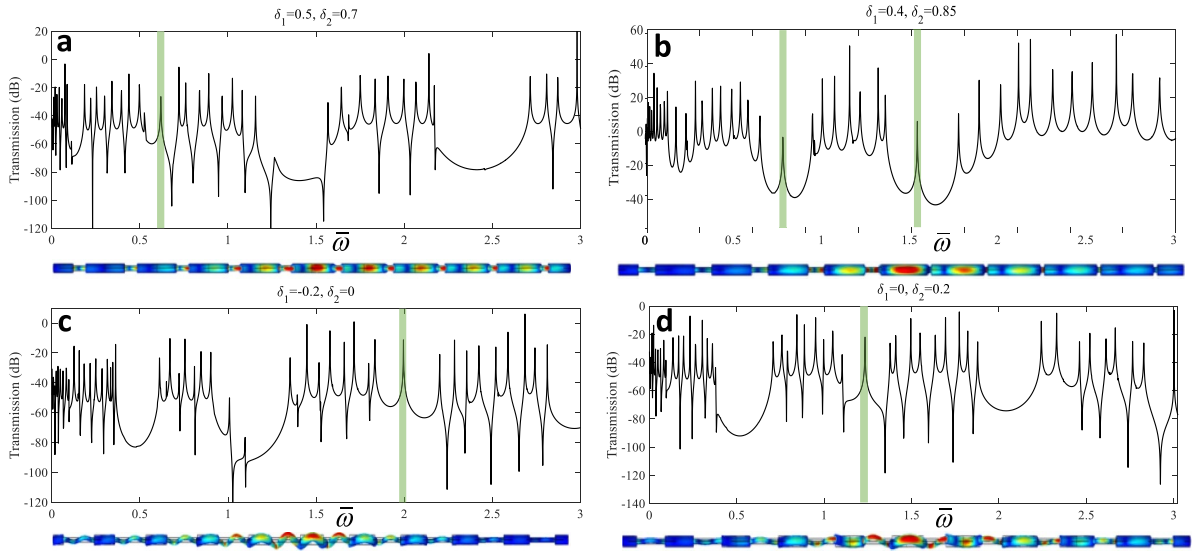 δ1=0.5, δ2=0.7
a
20
0
-20
-40
-60
-80
-100
-120
Transmission (dB)
0 0.5 1 1.5 2 2.5 3
ω̅
δ1=0.4, δ2=0.85
b
60
40
20
0
-20
-40
Transmission (dB)
0 0.5 1 1.5 2 2.5 3
ω̅
δ1=-0.2, δ2=0
c
0
-20
-40
-60
-80
-100
-120
Transmission (dB)
0 0.5 1 1.5 2 2.5 3
ω̅
δ1=0, δ2=0.2
d
0
-20
-40
-60
-80
-100
-120
-140
Transmission (dB)
0 0.5 1 1.5 2 2.5 3
ω̅